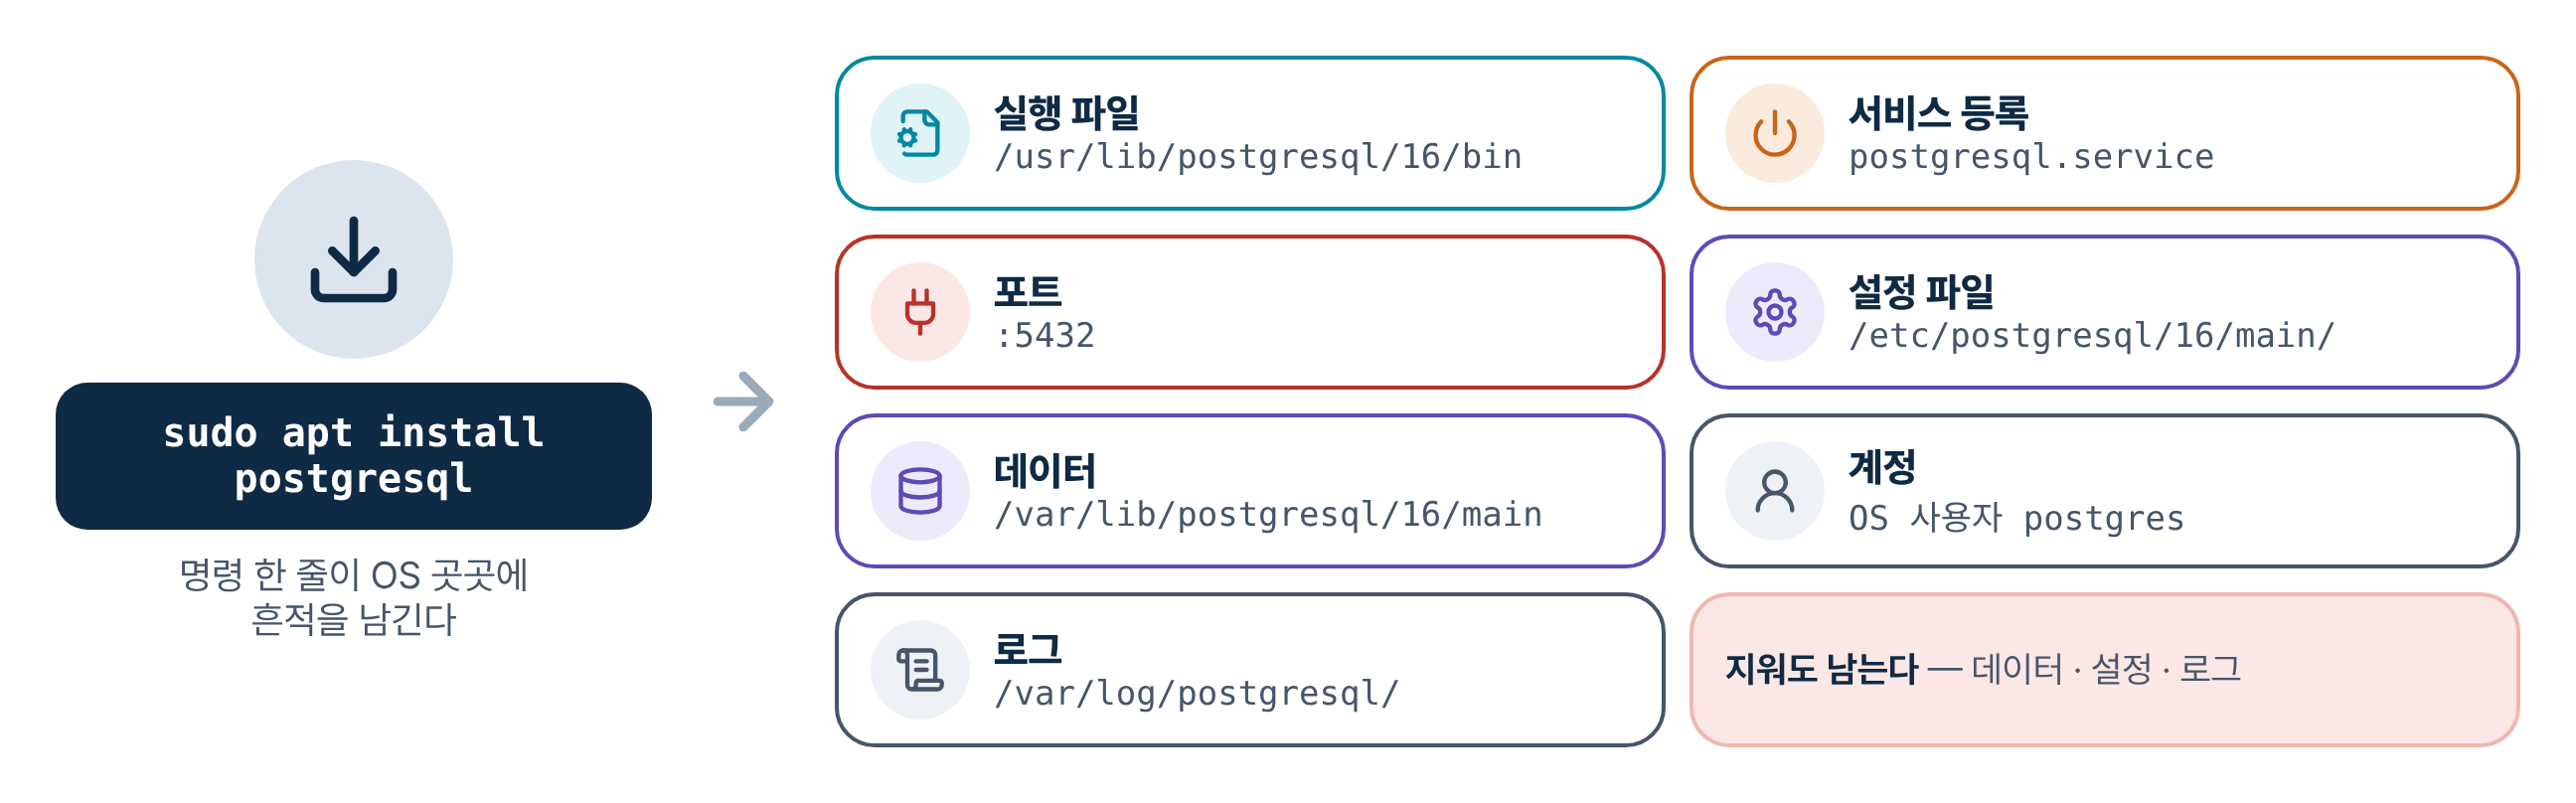 sudo apt install
postgresql
명령 한 줄이 OS 곳곳에
흔적을 남긴다
실행 파일
/usr/lib/postgresql/16/bin
서비스 등록
postgresql.service
포트
:5432
설정 파일
/etc/postgresql/16/main/
데이터
/var/lib/postgresql/16/main
계정
OS 사용자 postgres
로그
/var/log/postgresql/
지워도 남는다 — 데이터 · 설정 · 로그